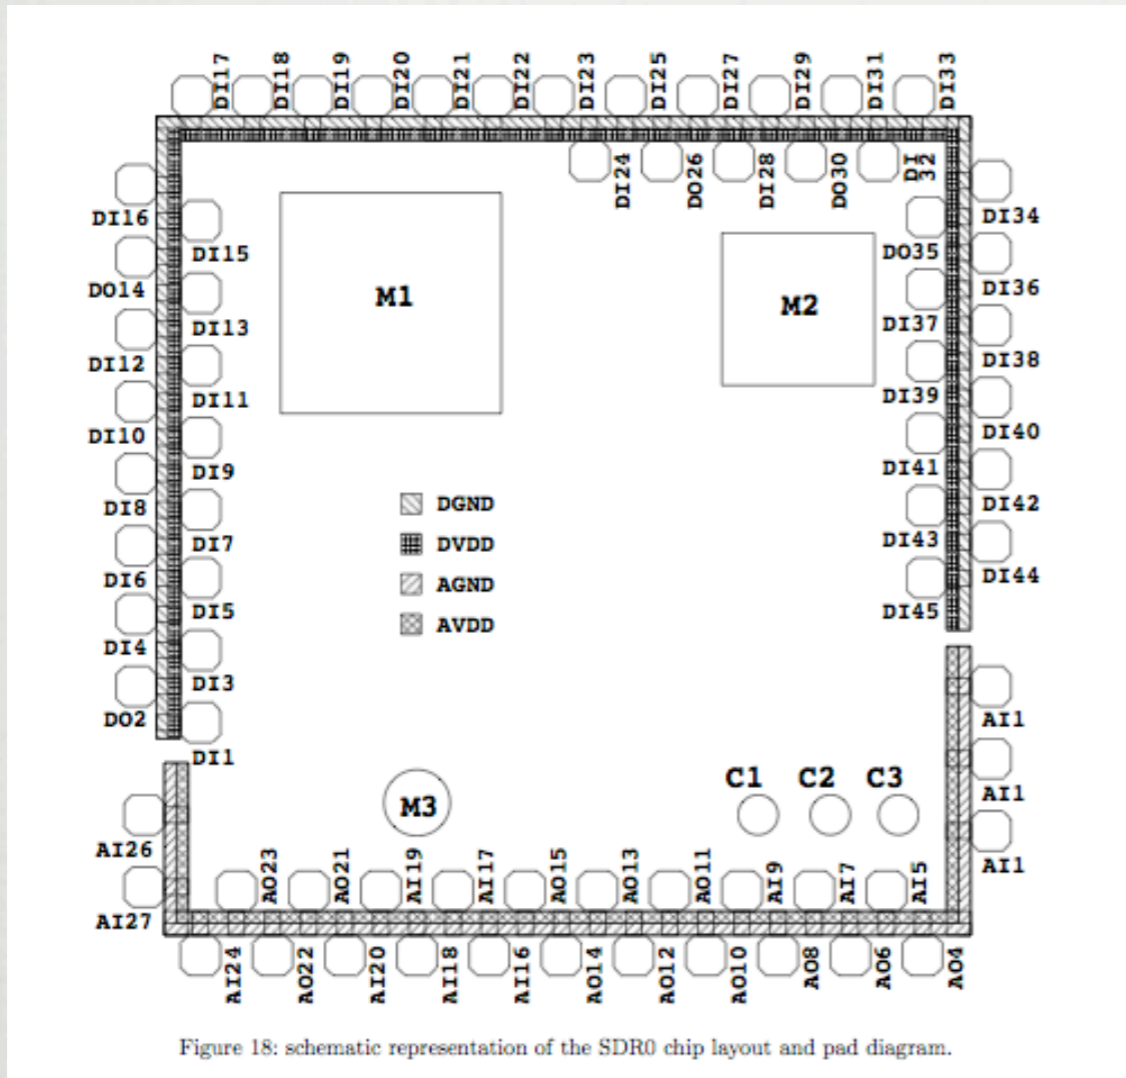 DI17 DI18 DI19 DI20 DI21 DI22 DI23 DI25 DI27 DI29 DI31 DI33
DI24 DO26 DI28 DO30 DI
32
DI16 DI34
DI15 DO35
DO14 DI36
M1 M2
DI13 DI37
DI12 DI38
DI11 DI39
DI10 DI40
DI9 DI41
DI8 DGND DI42
DI7 DVDD DI43
DI6 AGND DI44
DI5 AVDD DI45
DI4
DI3
DO2 AI1
DI1
C1 C2 C3
AI1
M3
AI26 AI1
AO23 AO21 AI19 AI17 AO15 AO13 AO11 AI9 AI7 AI5
AI27
AI24 AO22 AI20 AI18 AI16 AO14 AO12 AO10 AO8 AO6 AO4
Figure 18: schematic representation of the SDR0 chip layout and pad diagram.